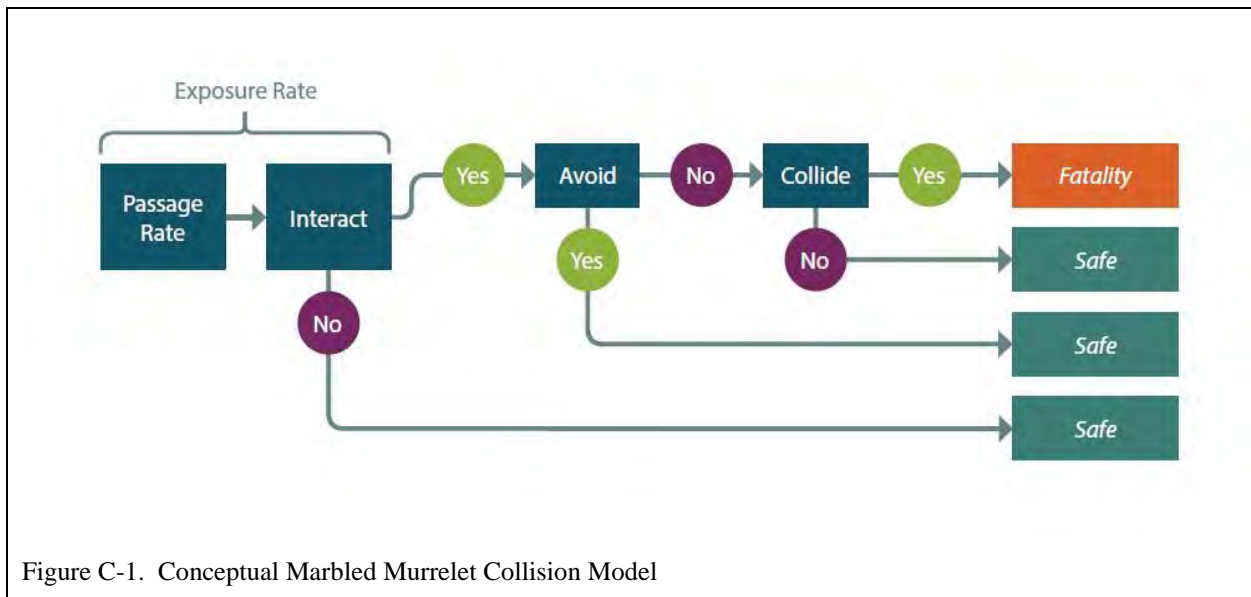 Exposure Rate
Passage
Rate
Interact
Yes
Avoid
No
Collide
Yes
Fatality
Yes
No
Safe
No
Safe
Safe
Figure C-1.  Conceptual Marbled Murrelet Collision Model